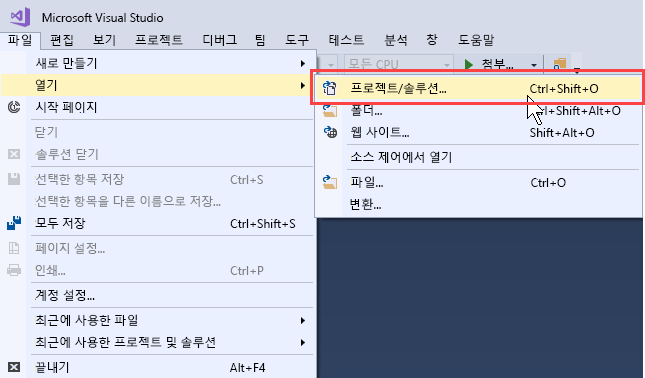 Microsoft Visual Studio
파일 편집 보기 프로젝트 디버그 팀 도구 테스트 분석 창 도움말
모든 CPU 첨부...
새로 만들기
열기
시작 페이지
닫기
솔루션 닫기
선택한 항목 저장 Ctrl+S
선택한 항목을 다른 이름으로 저장...
모두 저장 Ctrl+Shift+S
페이지 설정...
인쇄... Ctrl+P
계정 설정...
최근에 사용한 파일
최근에 사용한 프로젝트 및 솔루션
끝내기 Alt+F4
프로젝트/솔루션... Ctrl+Shift+O
폴더... Ctrl+Shift+Alt+O
웹 사이트... Shift+Alt+O
소스 제어에서 열기
파일... Ctrl+O
변환...